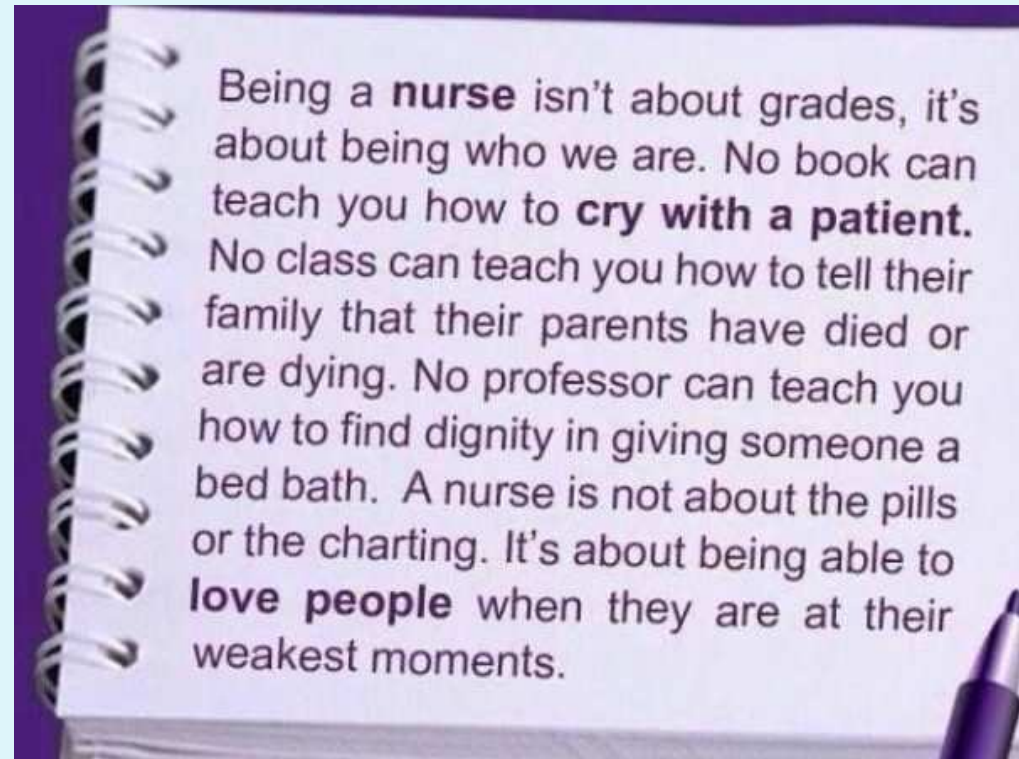 Being a nurse isn't about grades, it's
about being who we are. No book can
teach you how to cry with a patient.
No class can teach you how to tell their
family that their parents have died or
are dying. No professor can teach you
how to find dignity in giving someone a
bed bath. A nurse is not about the pills
or the charting. It's about being able to
love people when they are at their
weakest moments.